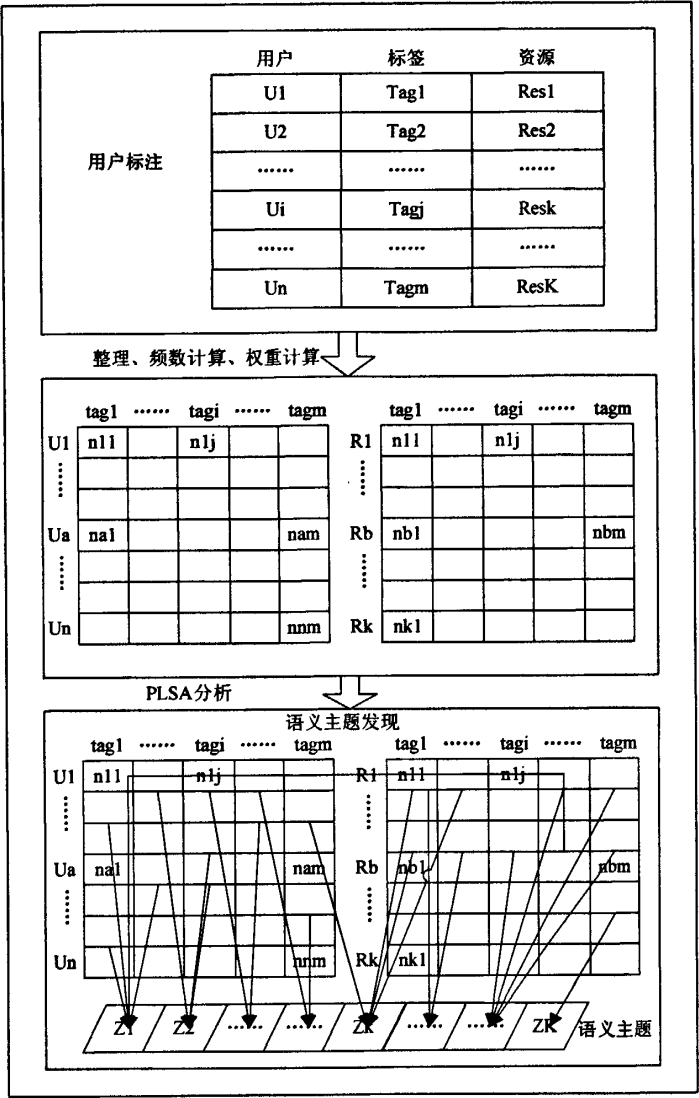 用户 标签 资源
U1 Tag1 Res1
U2 Tag2 Res2
用户标注
…… …… ……
Ui Tagj Resk
…… …… ……
Un Tagm ResK
整理、频数计算、权重计算
tag1 …… tagi …… tagm
U1 n11 n1j
……
Ua na1 nam
……
Un nnm
tag1 …… tagi …… tagm
R1 n11 n1j
……
Rb nb1 nbm
……
Rk nk1
PLSA分析
语义主题发现
tag1 …… tagi …… tagm
U1 n11 n1j
……
Ua na1 nam
……
Un nnm
tag1 …… tagi …… tagm
R1 n11 n1j
……
Rb nb1 nbm
……
Rk nk1
Z1 Z2 …… …… Zk …… …… ZK 语义主题